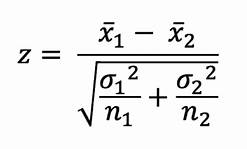 z = (x̄₁ − x̄₂) / √(σ₁²/n₁ + σ₂²/n₂)